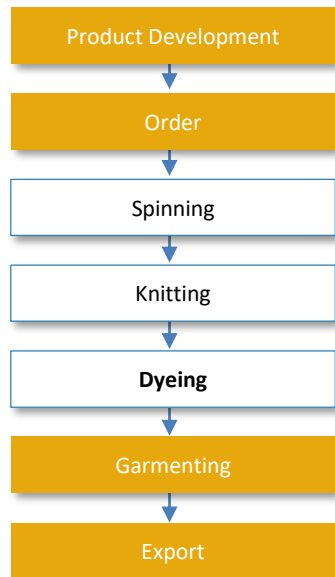 Product Development
Order
Spinning
Knitting
Dyeing
Garmenting
Export